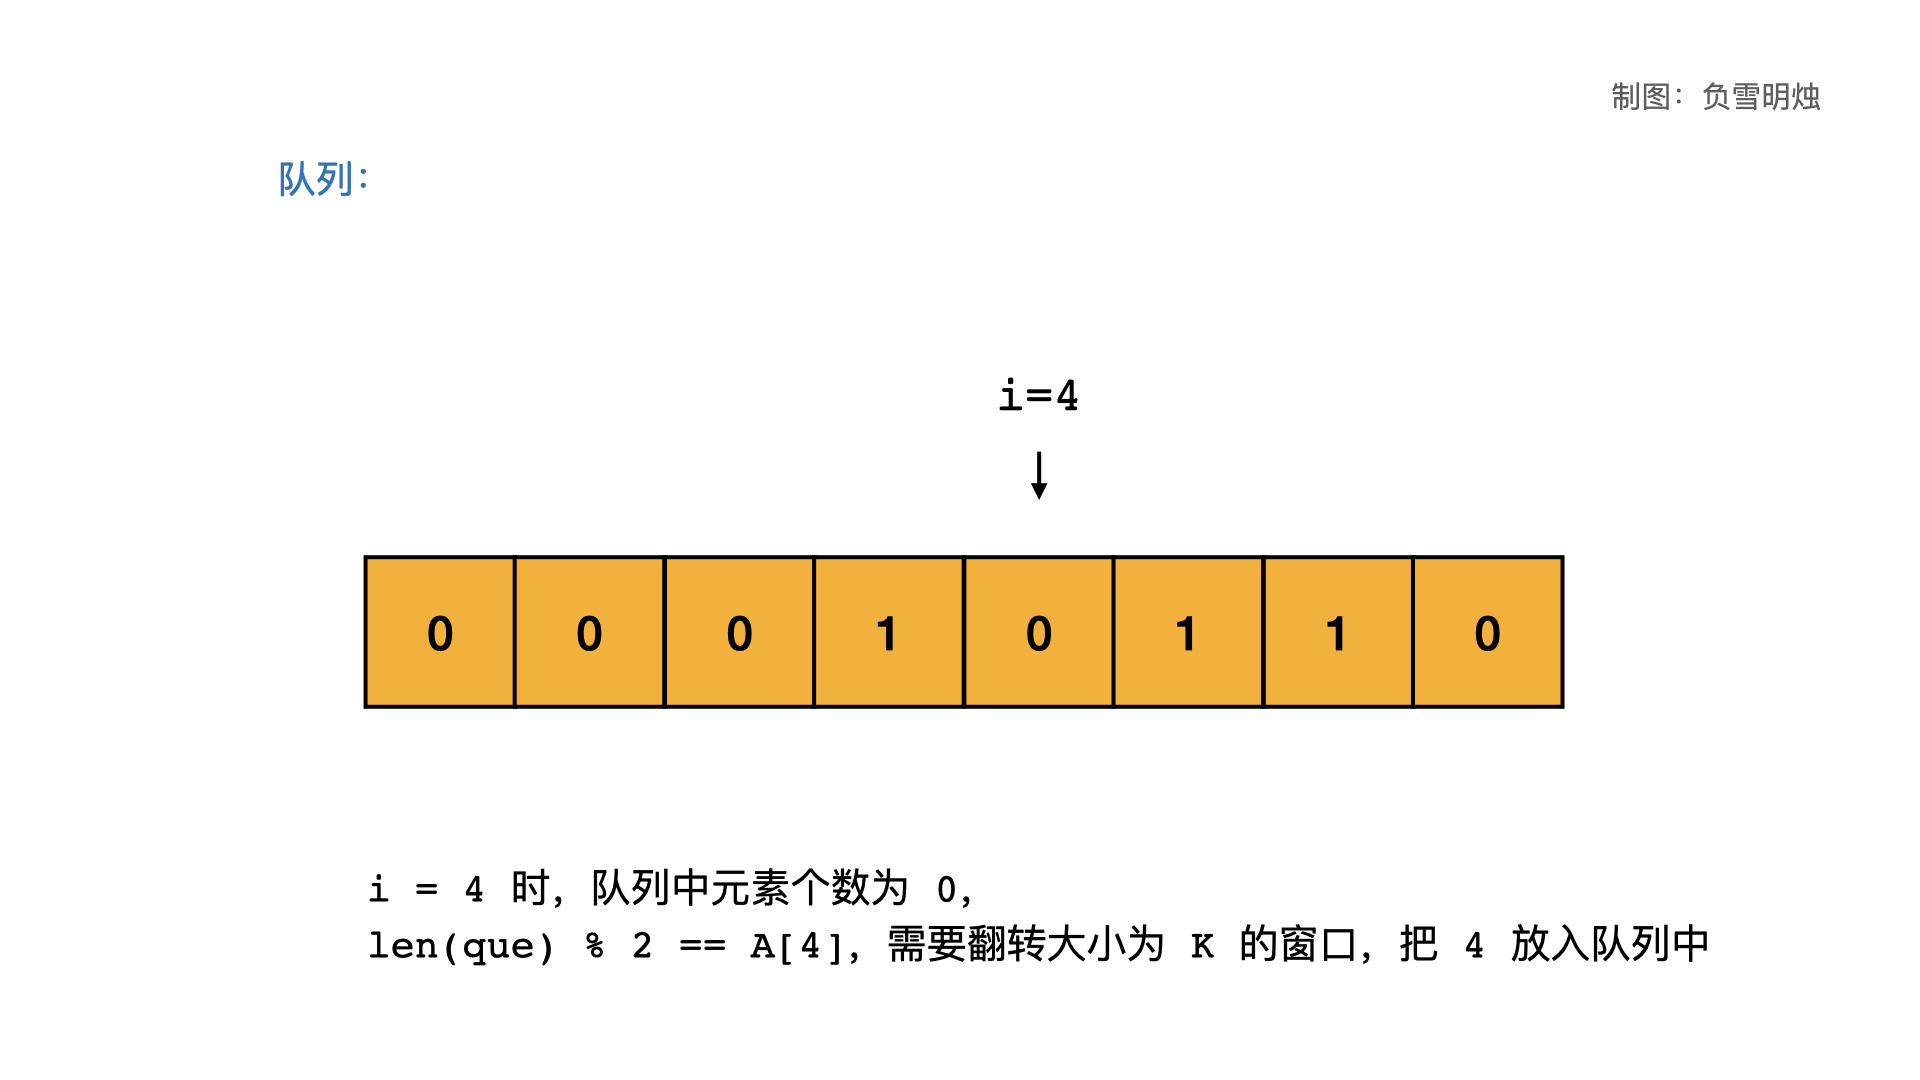 制图：负雪明烛
队列：
i=4
0 0 0 1 0 1 1 0
i = 4 时，队列中元素个数为 0，
len(que) % 2 == A[4]，需要翻转大小为 K 的窗口，把 4 放入队列中